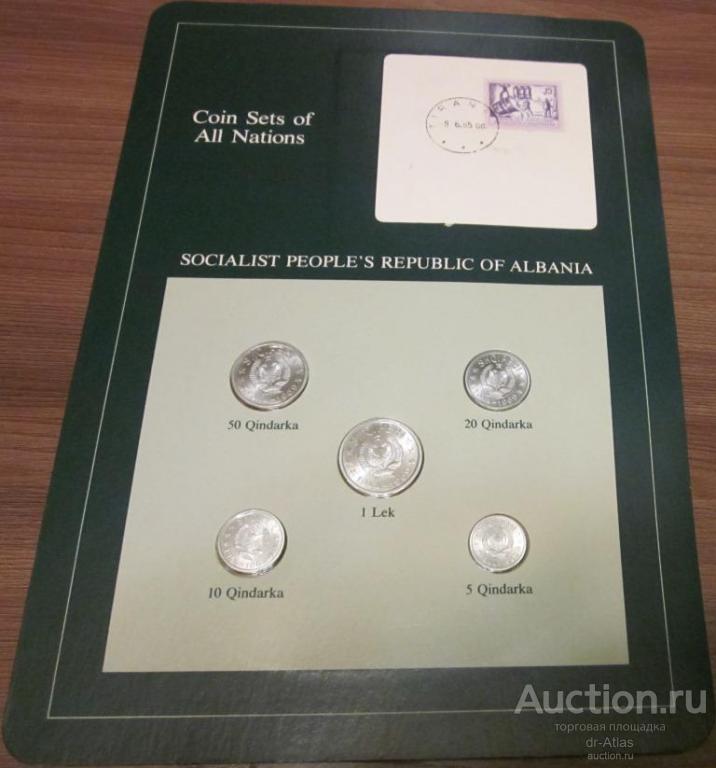 Coin Sets of
All Nations
TIRANA
SOCIALIST PEOPLE'S REPUBLIC OF ALBANIA
50 Qindarka
20 Qindarka
1 Lek
10 Qindarka
5 Qindarka
Auction.ru
торговая площадка
dr-Atlas
auction.ru